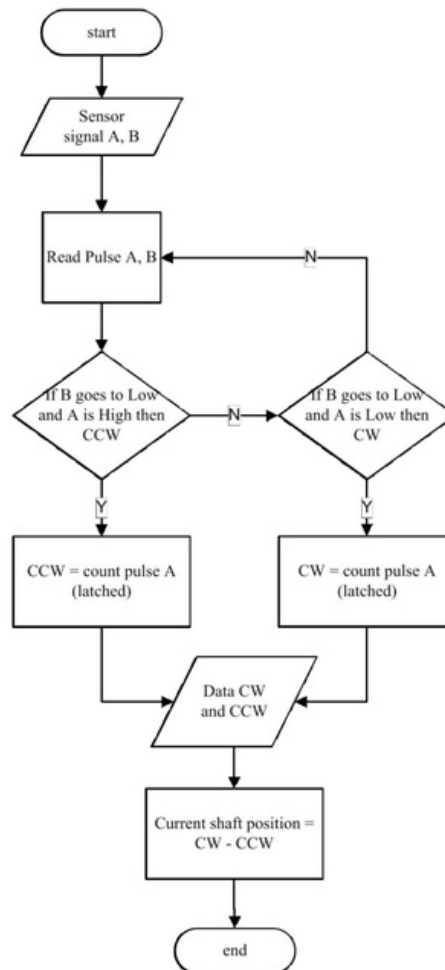 start
Sensor
signal A, B
Read Pulse A, B
N
If B goes to Low
and A is High then
CCW
N
If B goes to Low
and A is Low then
CW
Y
Y
CCW = count pulse A
(latched)
CW = count pulse A
(latched)
Data CW
and CCW
Current shaft position =
CW - CCW
end